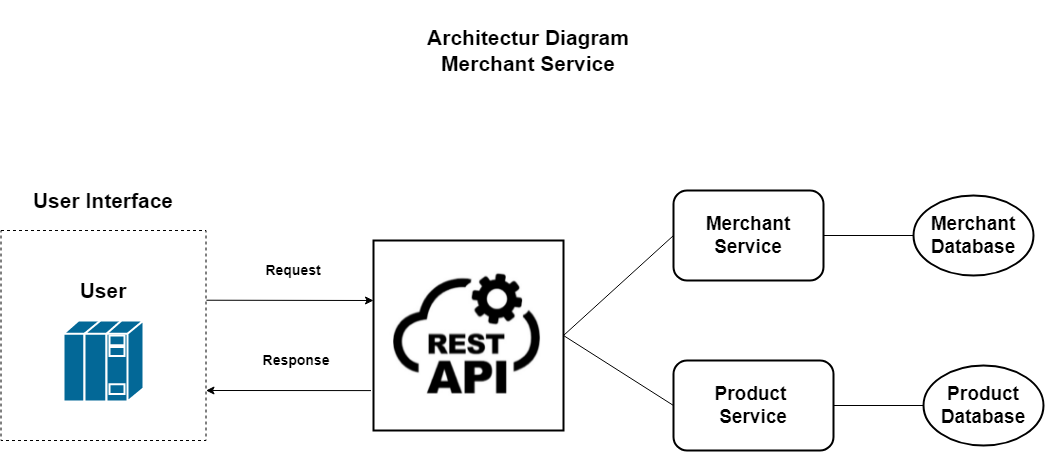 Architectur Diagram
Merchant Service
User Interface
User
Request
Response
REST
API
Merchant
Service
Merchant
Database
Product
Service
Product
Database